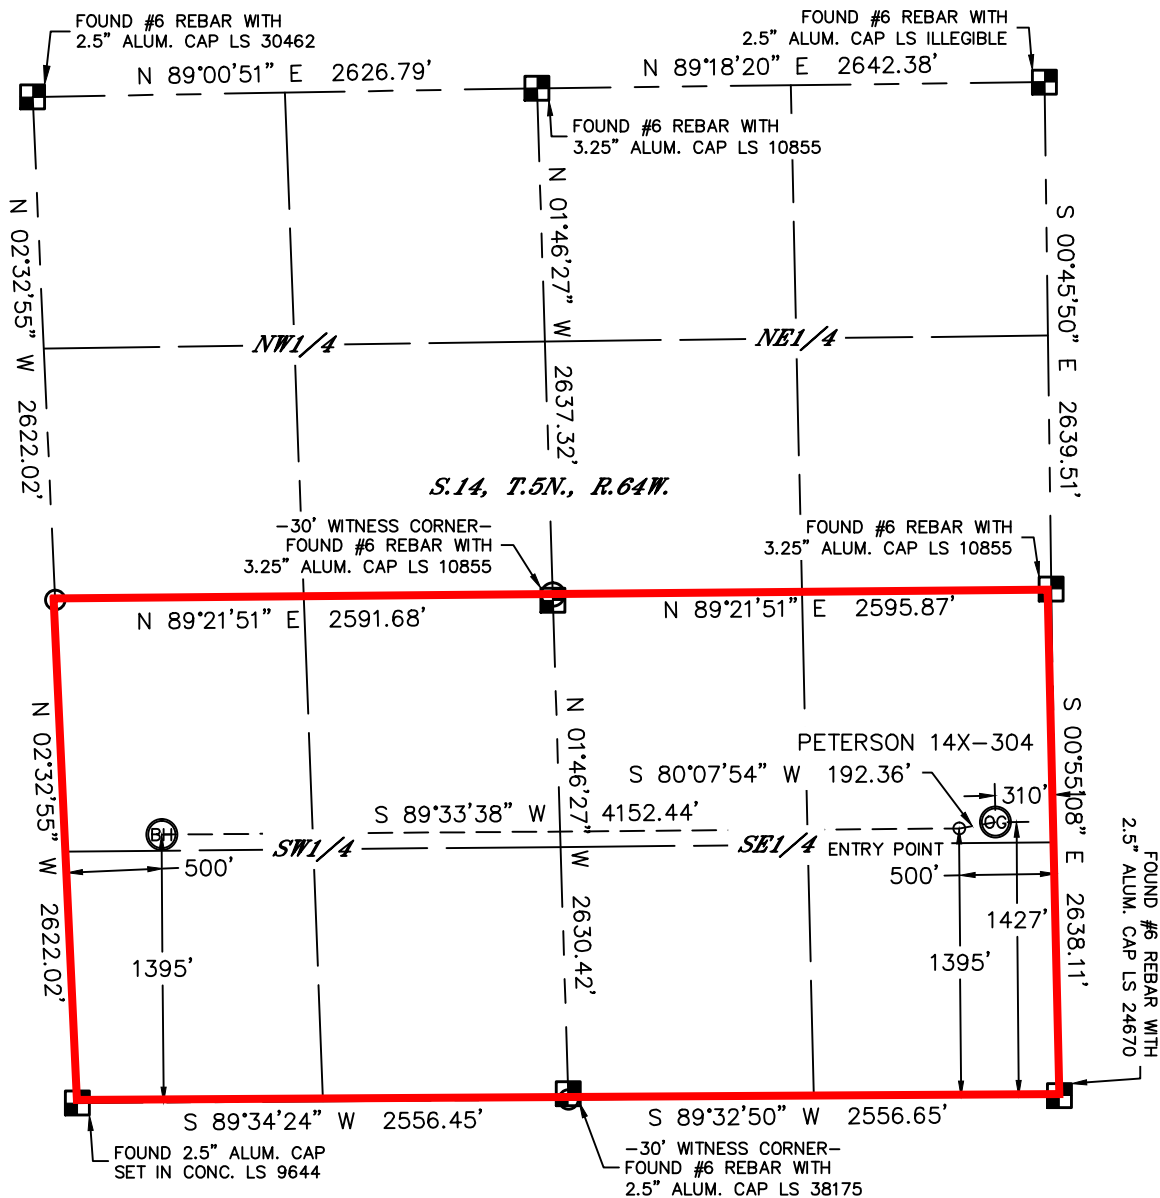 FOUND #6 REBAR WITH
2.5" ALUM. CAP LS 30462
FOUND #6 REBAR WITH
2.5" ALUM. CAP LS ILLEGIBLE
N 89°00'51" E 2626.79'
N 89°18'20" E 2642.38'
FOUND #6 REBAR WITH
3.25" ALUM. CAP LS 10855
N 02°32'55" W 2622.02'
N 01°46'27" W 2637.32'
S 00°45'50" E 2639.51'
NW1/4
NE1/4
S.14, T.5N., R.64W.
-30' WITNESS CORNER-
FOUND #6 REBAR WITH
3.25" ALUM. CAP LS 10855
FOUND #6 REBAR WITH
3.25" ALUM. CAP LS 10855
N 89°21'51" E 2591.68'
N 89°21'51" E 2595.87'
N 02°32'55" W 2622.02'
N 01°46'27" W 2630.42'
S 00°55'08" E 2638.11'
PETERSON 14X-304
S 80°07'54" W 192.36'
310'
S 89°33'38" W 4152.44'
BH
OG
SW1/4
SE1/4
ENTRY POINT
500'
500'
1427'
1395'
1395'
FOUND #6 REBAR WITH
2.5" ALUM. CAP LS 24670
S 89°34'24" W 2556.45'
S 89°32'50" W 2556.65'
FOUND 2.5" ALUM. CAP
SET IN CONC. LS 9644
-30' WITNESS CORNER-
FOUND #6 REBAR WITH
2.5" ALUM. CAP LS 38175